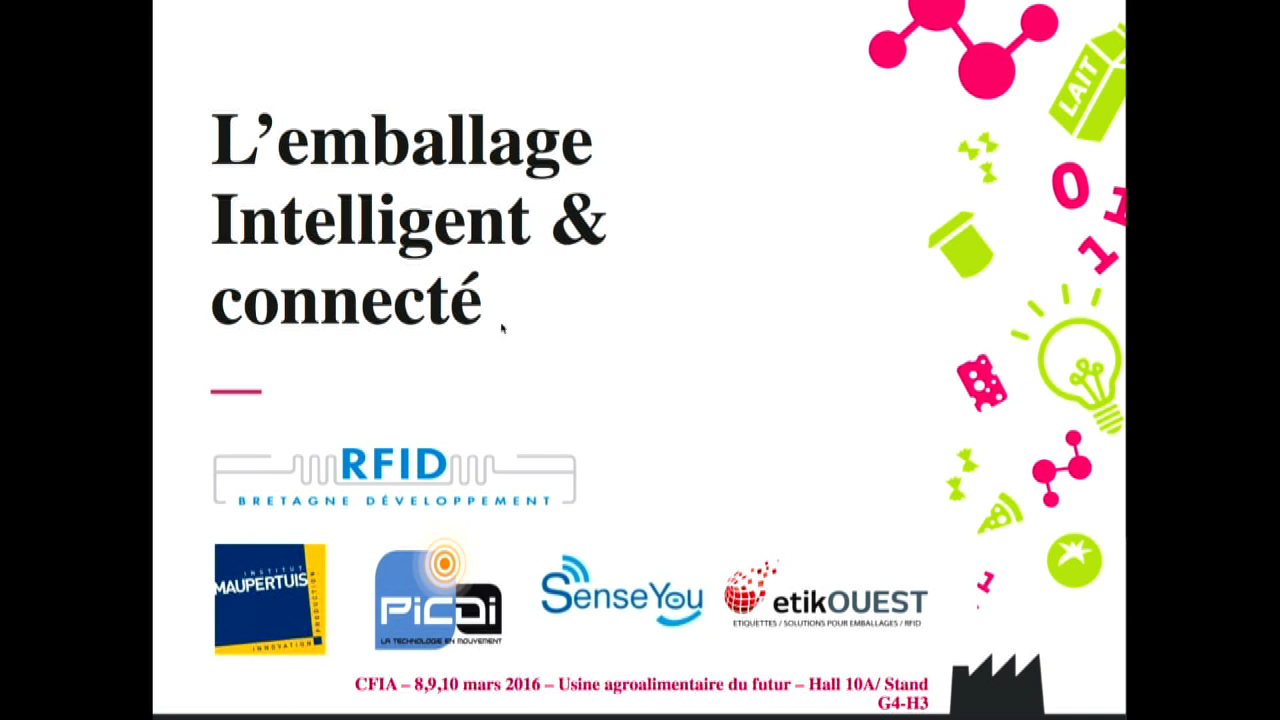 L’emballage
Intelligent &
connecté
LAIT
0
1
1
RFID
BRETAGNE DÉVELOPPEMENT
INSTITUT
MAUPERTUIS
PRODUCTION
INNOVATION
PiCDi
LA TECHNOLOGIE EN MOUVEMENT
SenseYou
etikOUEST
ETIQUETTES / SOLUTIONS POUR EMBALLAGES / RFID
1
CFIA – 8,9,10 mars 2016 – Usine agroalimentaire du futur – Hall 10A/ Stand
G4-H3